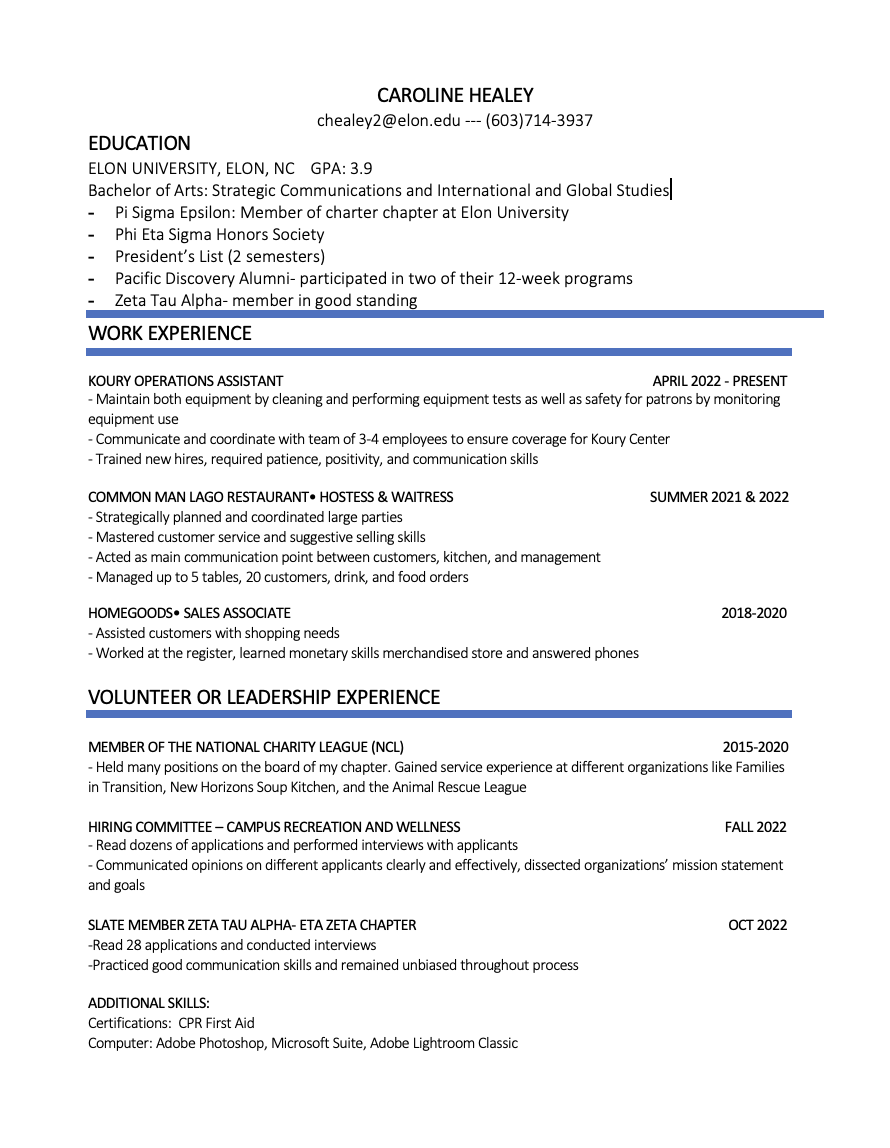 CAROLINE HEALEY
chealey2@elon.edu --- (603)714-3937
EDUCATION
ELON UNIVERSITY, ELON, NC GPA: 3.9
Bachelor of Arts: Strategic Communications and International and Global Studies
- Pi Sigma Epsilon: Member of charter chapter at Elon University
- Phi Eta Sigma Honors Society
- President’s List (2 semesters)
- Pacific Discovery Alumni- participated in two of their 12-week programs
- Zeta Tau Alpha- member in good standing
WORK EXPERIENCE
KOURY OPERATIONS ASSISTANT APRIL 2022 - PRESENT
- Maintain both equipment by cleaning and performing equipment tests as well as safety for patrons by monitoring
equipment use
- Communicate and coordinate with team of 3-4 employees to ensure coverage for Koury Center
- Trained new hires, required patience, positivity, and communication skills
COMMON MAN LAGO RESTAURANT• HOSTESS & WAITRESS SUMMER 2021 & 2022
- Strategically planned and coordinated large parties
- Mastered customer service and suggestive selling skills
- Acted as main communication point between customers, kitchen, and management
- Managed up to 5 tables, 20 customers, drink, and food orders
HOMEGOODS• SALES ASSOCIATE 2018-2020
- Assisted customers with shopping needs
- Worked at the register, learned monetary skills merchandised store and answered phones
VOLUNTEER OR LEADERSHIP EXPERIENCE
MEMBER OF THE NATIONAL CHARITY LEAGUE (NCL) 2015-2020
- Held many positions on the board of my chapter. Gained service experience at different organizations like Families
in Transition, New Horizons Soup Kitchen, and the Animal Rescue League
HIRING COMMITTEE – CAMPUS RECREATION AND WELLNESS FALL 2022
- Read dozens of applications and performed interviews with applicants
- Communicated opinions on different applicants clearly and effectively, dissected organizations’ mission statement
and goals
SLATE MEMBER ZETA TAU ALPHA- ETA ZETA CHAPTER OCT 2022
-Read 28 applications and conducted interviews
-Practiced good communication skills and remained unbiased throughout process
ADDITIONAL SKILLS:
Certifications: CPR First Aid
Computer: Adobe Photoshop, Microsoft Suite, Adobe Lightroom Classic